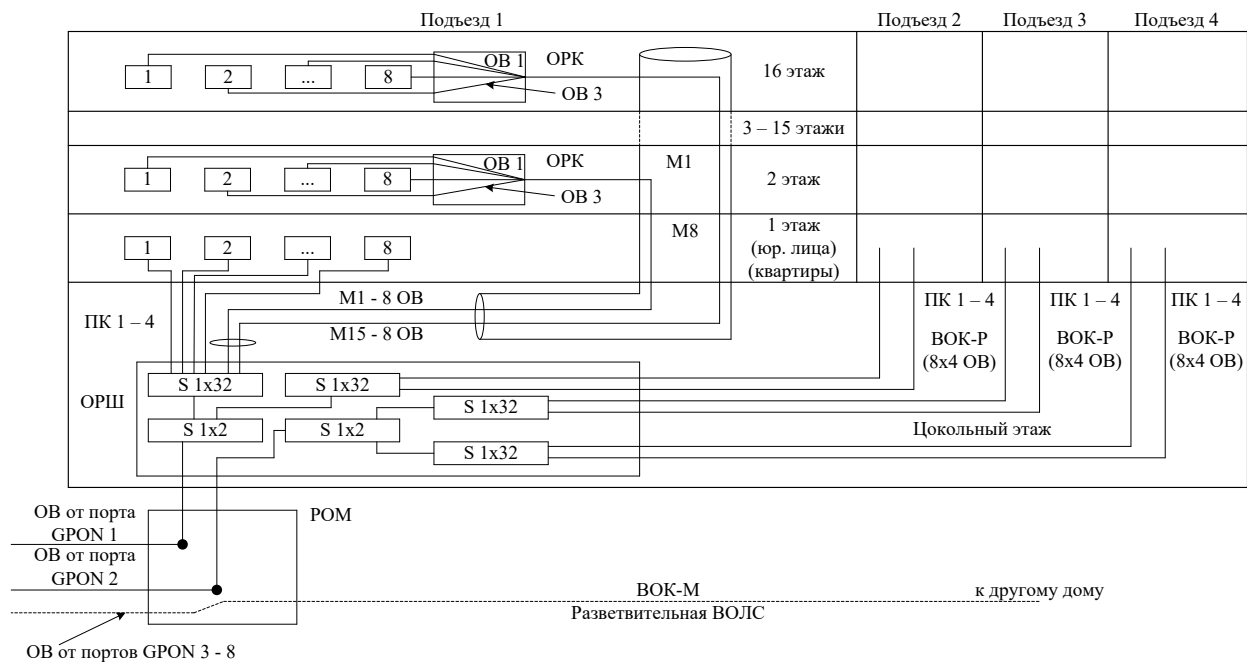 Подъезд 1
Подъезд 2
Подъезд 3
Подъезд 4
1
2
...
8
ОВ 1
ОРК
ОВ 3
16 этаж
3 – 15 этажи
1
2
...
8
ОВ 1
ОРК
ОВ 3
М1
2 этаж
1
2
...
8
М8
1 этаж
(юр. лица)
(квартиры)
ПК 1 – 4
М1 - 8 ОВ
М15 - 8 ОВ
ПК 1 – 4
ВОК-Р
(8х4 ОВ)
ПК 1 – 4
ВОК-Р
(8х4 ОВ)
ПК 1 – 4
ВОК-Р
(8х4 ОВ)
ОРШ
S 1x32
S 1x32
S 1x32
S 1x2
S 1x2
S 1x32
Цокольный этаж
ОВ от порта
GPON 1
РОМ
ОВ от порта
GPON 2
ВОК-М
к другому дому
Разветвительная ВОЛС
ОВ от портов GPON 3 - 8